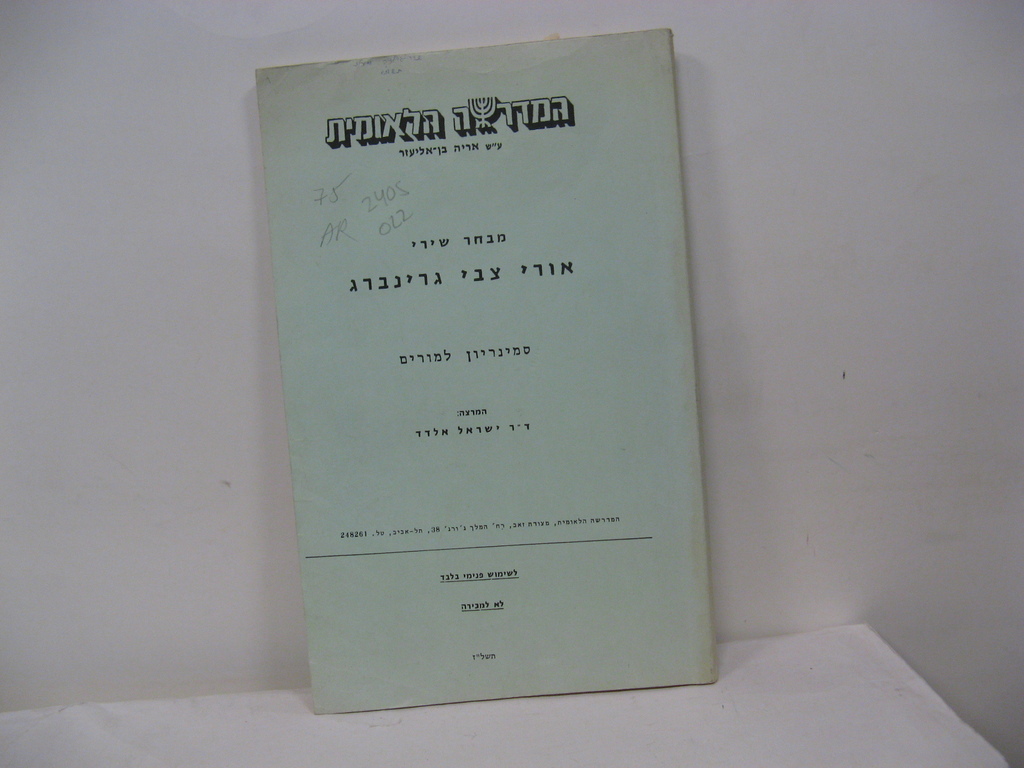 המדרשה הלאומית
ע"ש אריה בן-אליעזר
75 2405
AR 022
מבחר שירי
אורי צבי גרינברג
סמינריון למורים
המרצה:
ד"ר ישראל אלדד
המדרשה הלאומית, מצודת זאב, רח' המלך ג'ורג' 38, תל-אביב, טל. 248261
לשימוש פנימי בלבד
לא למכירה
תשל"ז